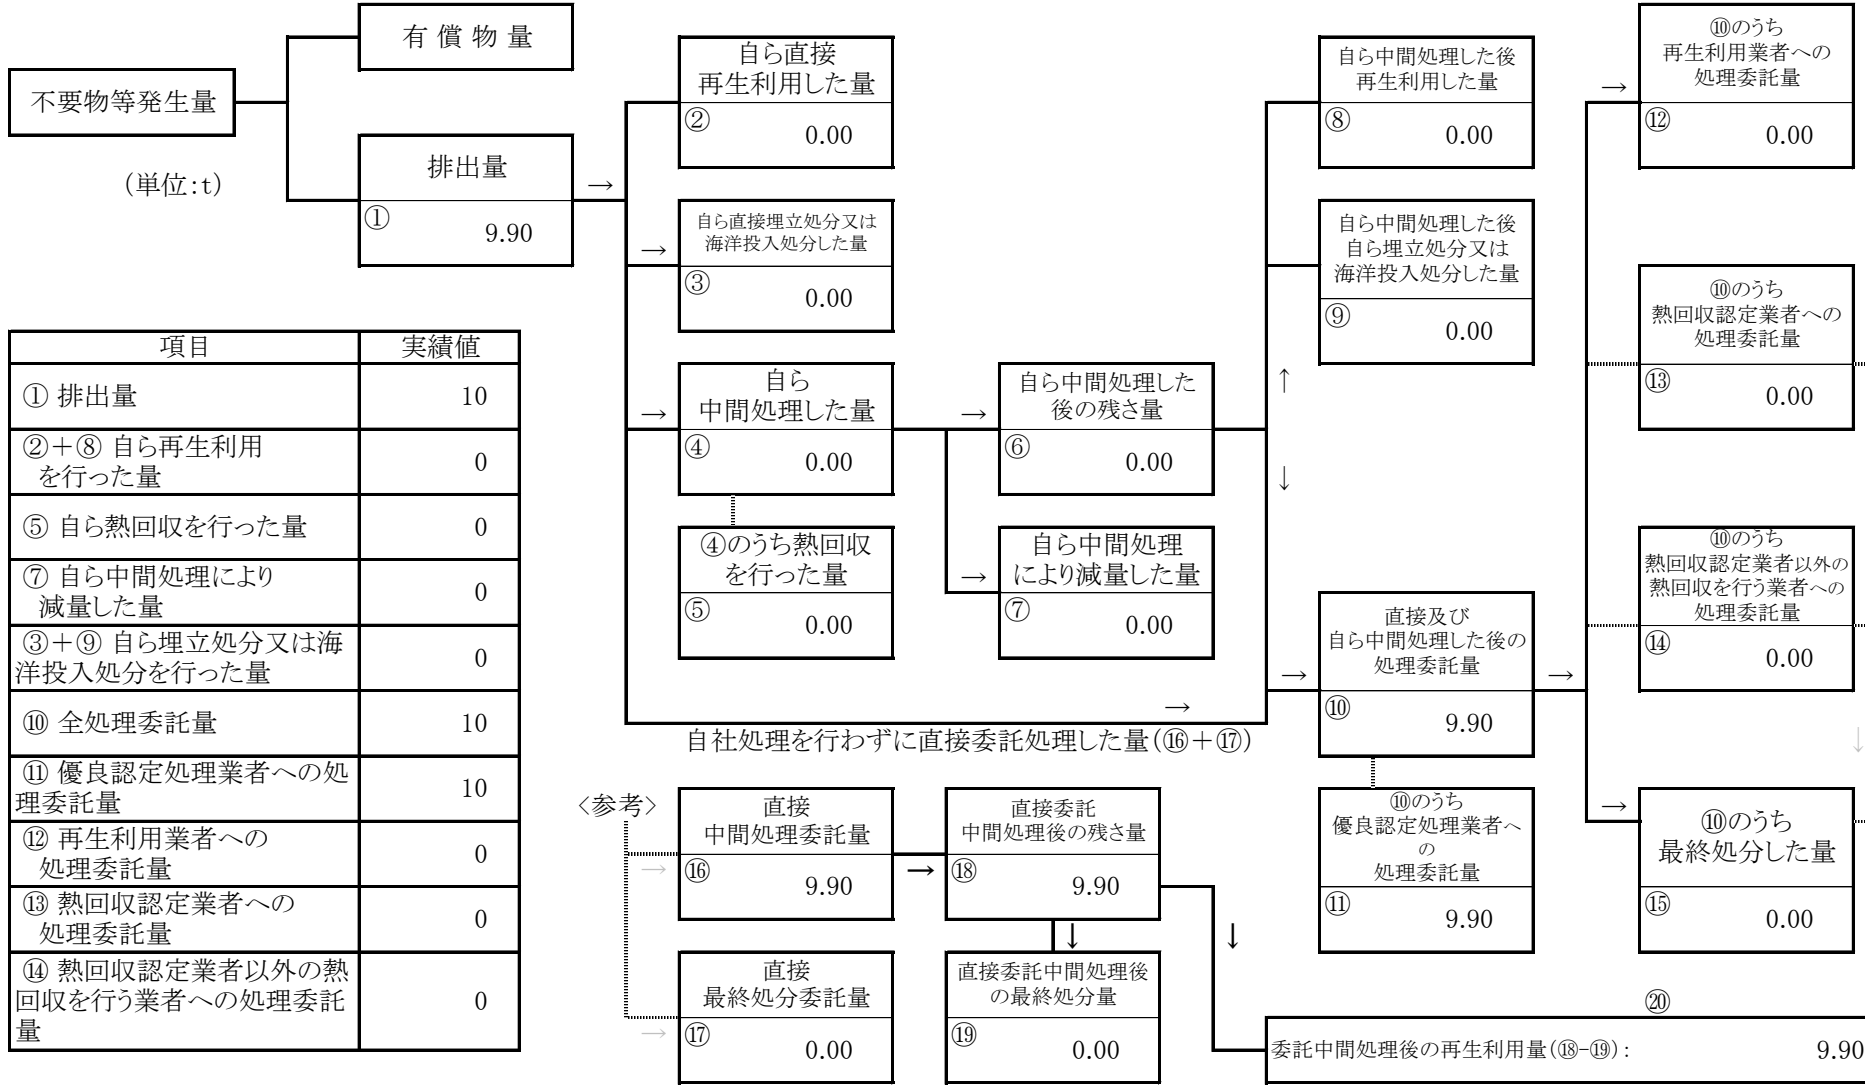 不要物等発生量
(単位:t)
有 償 物 量
排出量
① 9.90
→
自ら直接
再生利用した量
② 0.00
→
自ら直接埋立処分又は
海洋投入処分した量
③ 0.00
→
自ら
中間処理した量
④ 0.00
④のうち熱回収
を行った量
⑤ 0.00
→
自ら中間処理した
後の残さ量
⑥ 0.00
→
自ら中間処理
により減量した量
⑦ 0.00
↑
↓
自ら中間処理した後
再生利用した量
⑧ 0.00
自ら中間処理した後
自ら埋立処分又は
海洋投入処分した量
⑨ 0.00
→
自社処理を行わずに直接委託処理した量(⑯+⑰)
→
直接及び
自ら中間処理した後の
処理委託量
⑩ 9.90
→
⑩のうち
優良認定処理業者へ
の
処理委託量
⑪ 9.90
→
⑩のうち
再生利用業者への
処理委託量
⑫ 0.00
⑩のうち
熱回収認定業者への
処理委託量
⑬ 0.00
⑩のうち
熱回収認定業者以外の
熱回収を行う業者への
処理委託量
⑭ 0.00
↓
→
⑩のうち
最終処分した量
⑮ 0.00
項目 実績値
① 排出量 10
②+⑧ 自ら再生利用
を行った量 0
⑤ 自ら熱回収を行った量 0
⑦ 自ら中間処理により
減量した量 0
③+⑨ 自ら埋立処分又は海
洋投入処分を行った量 0
⑩ 全処理委託量 10
⑪ 優良認定処理業者への処
理委託量 10
⑫ 再生利用業者への
処理委託量 0
⑬ 熱回収認定業者への
処理委託量 0
⑭ 熱回収認定業者以外の熱
回収を行う業者への処理委託
量 0
〈参考〉
→
直接
中間処理委託量
⑯ 9.90
→
直接委託
中間処理後の残さ量
⑱ 9.90
↓
↓
→
直接
最終処分委託量
⑰ 0.00
直接委託中間処理後
の最終処分量
⑲ 0.00
⑳
委託中間処理後の再生利用量(⑱-⑲): 9.90